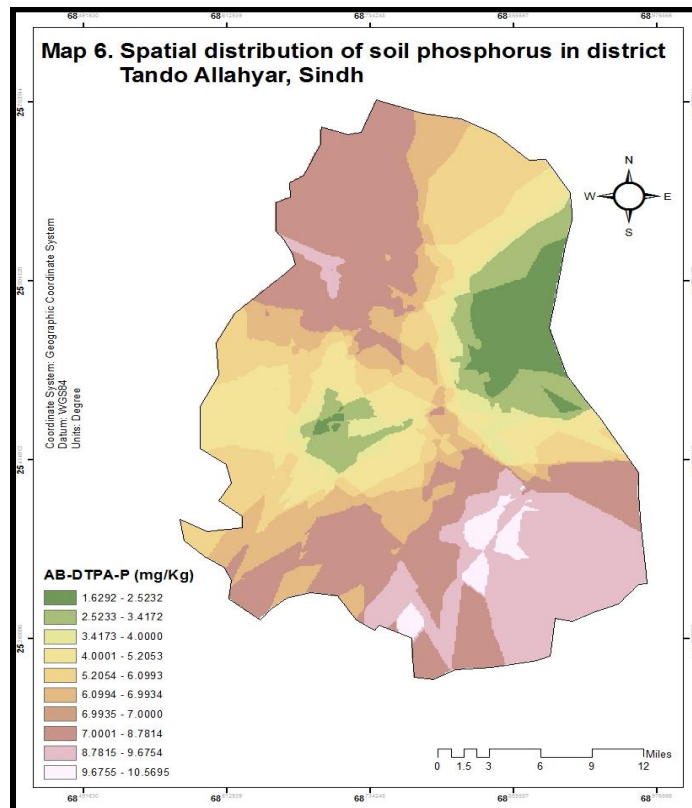 Map 6. Spatial distribution of soil phosphorus in district
Tando Allahyar, Sindh
N
W E
S
Coordinate System: Geographic Coordinate System
Datum: WGS84
Units: Degree
AB-DTPA-P (mg/Kg)
1.6292 - 2.5232
2.5233 - 3.4172
3.4173 - 4.0000
4.0001 - 5.2053
5.2054 - 6.0993
6.0994 - 6.9934
6.9935 - 7.0000
7.0001 - 8.7814
8.7815 - 9.6754
9.6755 - 10.5695
Miles
0 1.5 3 6 9 12